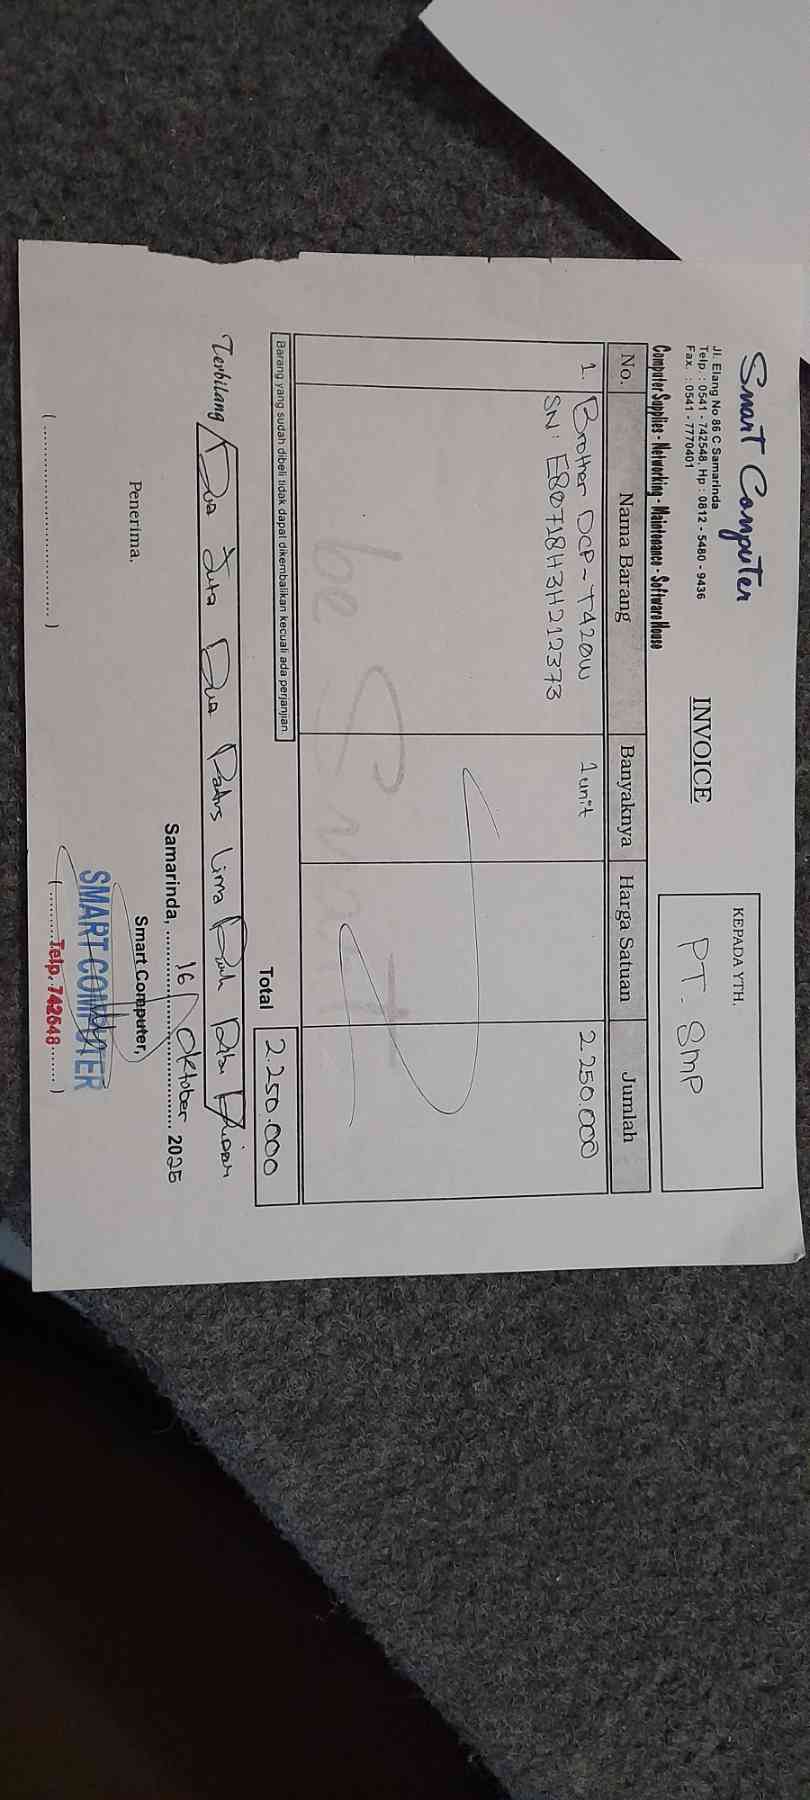 Smart Computer
Jl. Elang No 86 C Samarinda
Telp. : 0541 - 742548, Hp : 0812 - 5480 - 9436
Fax. : 0541 - 7770401
Computer Supplies - Networking - Maintenance - Software House
INVOICE
KEPADA YTH.
PT. SMP
No. Nama Barang Banyaknya Harga Satuan Jumlah
1. Brother DCP - T420W 1 unit 2.250.000
SN: E80718H3H212373
be Smart
Barang yang sudah dibeli tidak dapat dikembalikan kecuali ada perjanjian.
Total 2.250.000
Terbilang Dua Juta Dua Ratus Lima Puluh Ribu Rupiah
Samarinda, 16 / Oktober 2025
Penerima, Smart Computer,
SMART COMPUTER
Telp. 742548